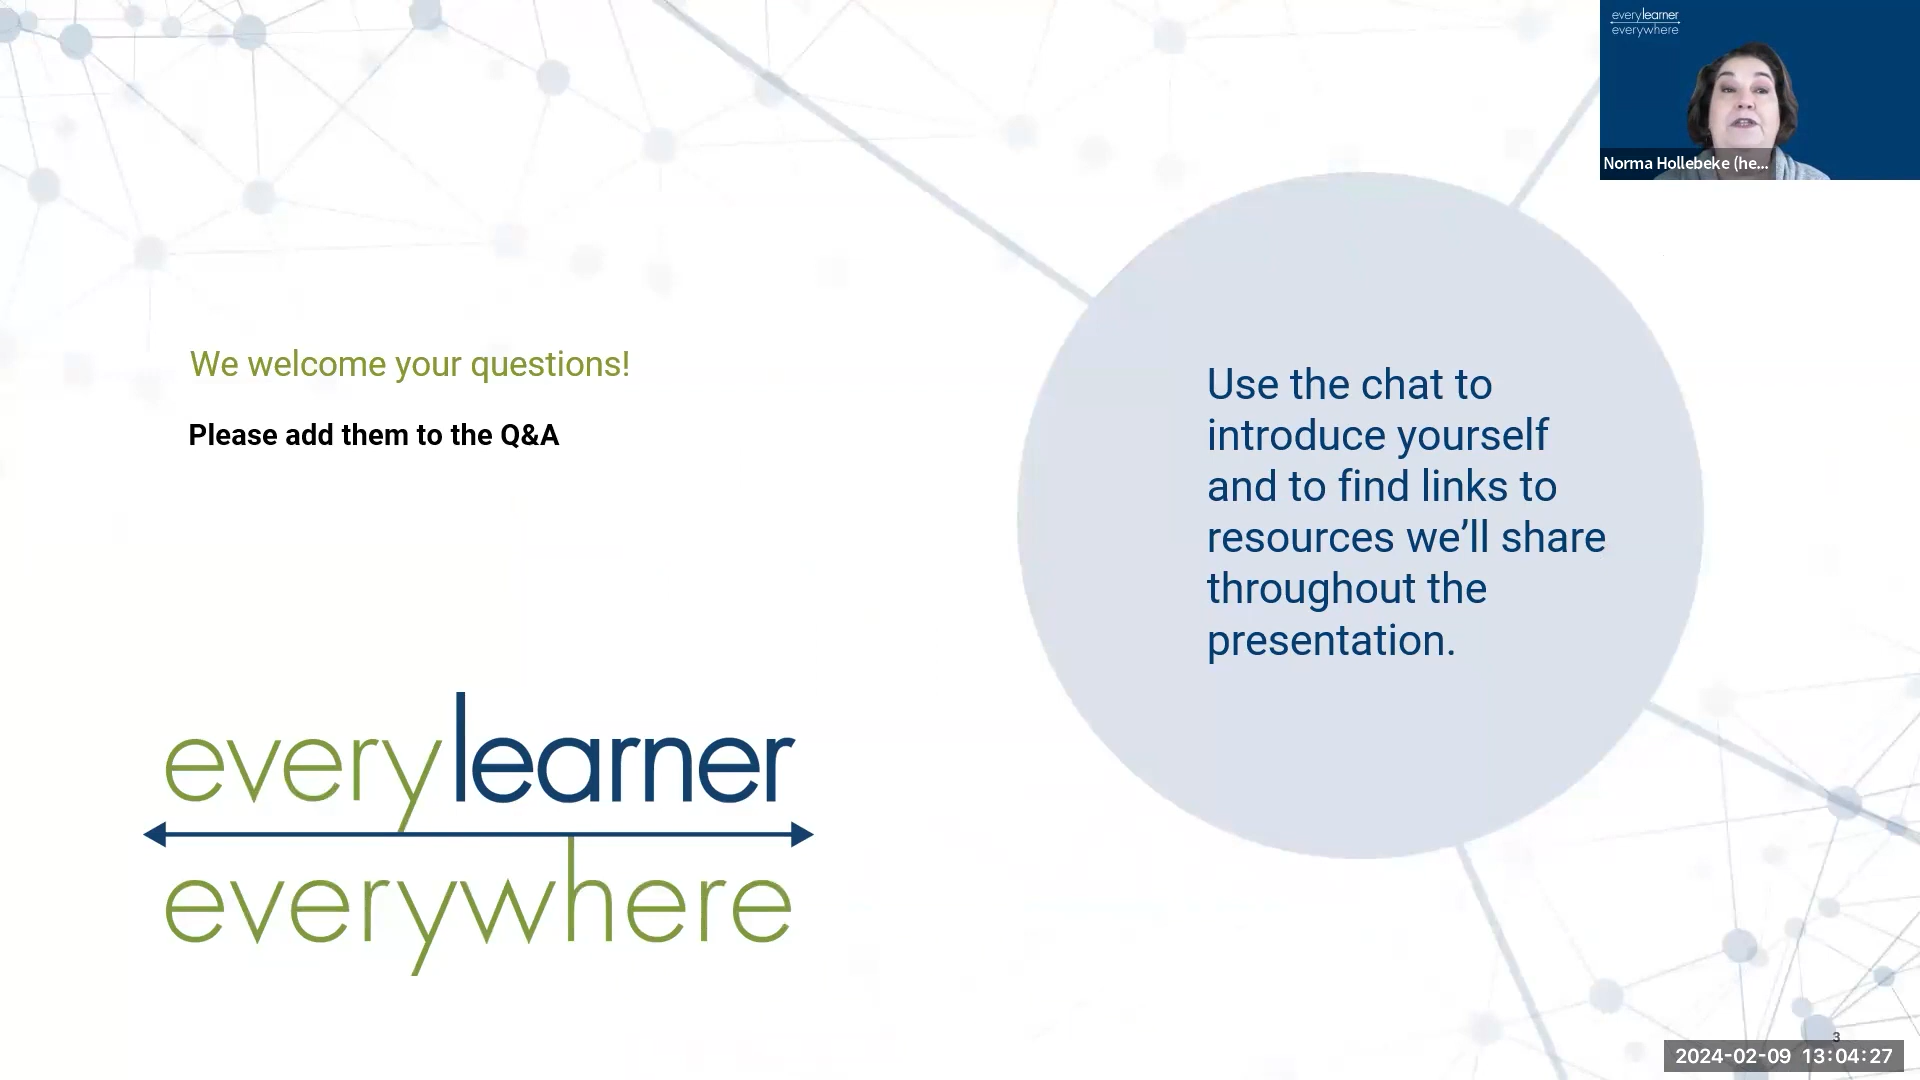 everylearner
everywhere
Norma Hollebeke (he...
We welcome your questions!
Please add them to the Q&A
Use the chat to
introduce yourself
and to find links to
resources we’ll share
throughout the
presentation.
everylearner
everywhere
3
2024-02-09 13:04:27